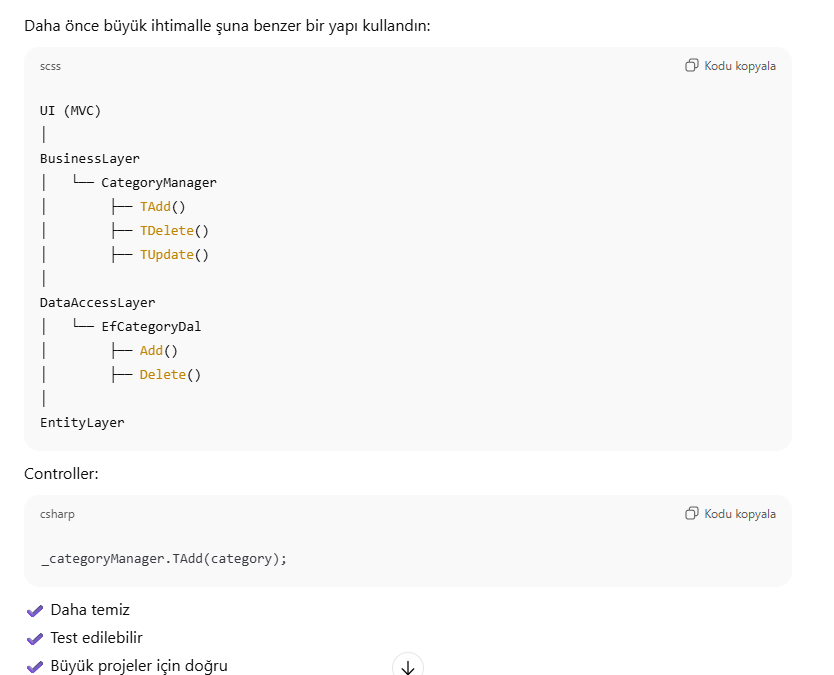 Daha önce büyük ihtimalle şuna benzer bir yapı kullandın:
scss
Kodu kopyala
UI (MVC)
│
BusinessLayer
│   └── CategoryManager
│        ├── TAdd()
│        ├── TDelete()
│        ├── TUpdate()
│
DataAccessLayer
│   └── EfCategoryDal
│        ├── Add()
│        ├── Delete()
│
EntityLayer
Controller:
csharp
Kodu kopyala
_categoryManager.TAdd(category);
✔ Daha temiz
✔ Test edilebilir
✔ Büyük projeler için doğru